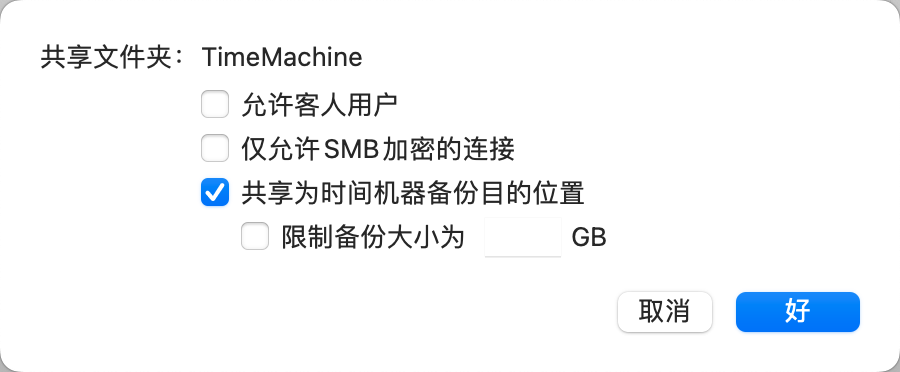 共享文件夹：TimeMachine
允许客人用户
仅允许SMB加密的连接
共享为时间机器备份目的位置
限制备份大小为 GB
取消 好